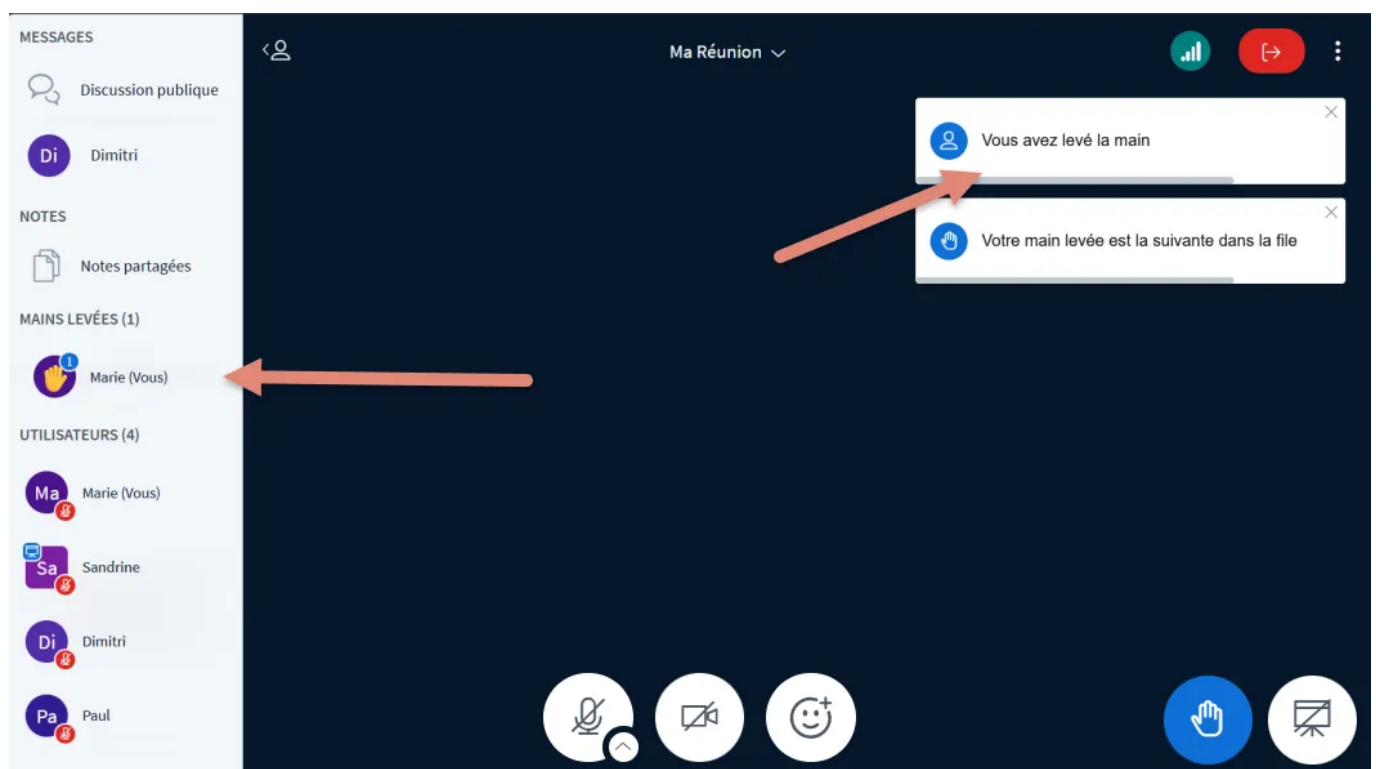 MESSAGES
Discussion publique
Di
Dimitri
NOTES
Notes partagées
MAINS LEVÉES (1)
1
Marie (Vous)
UTILISATEURS (4)
Ma
Marie (Vous)
Sa
Sandrine
Di
Dimitri
Pa
Paul
Ma Réunion
Vous avez levé la main
Votre main levée est la suivante dans la file